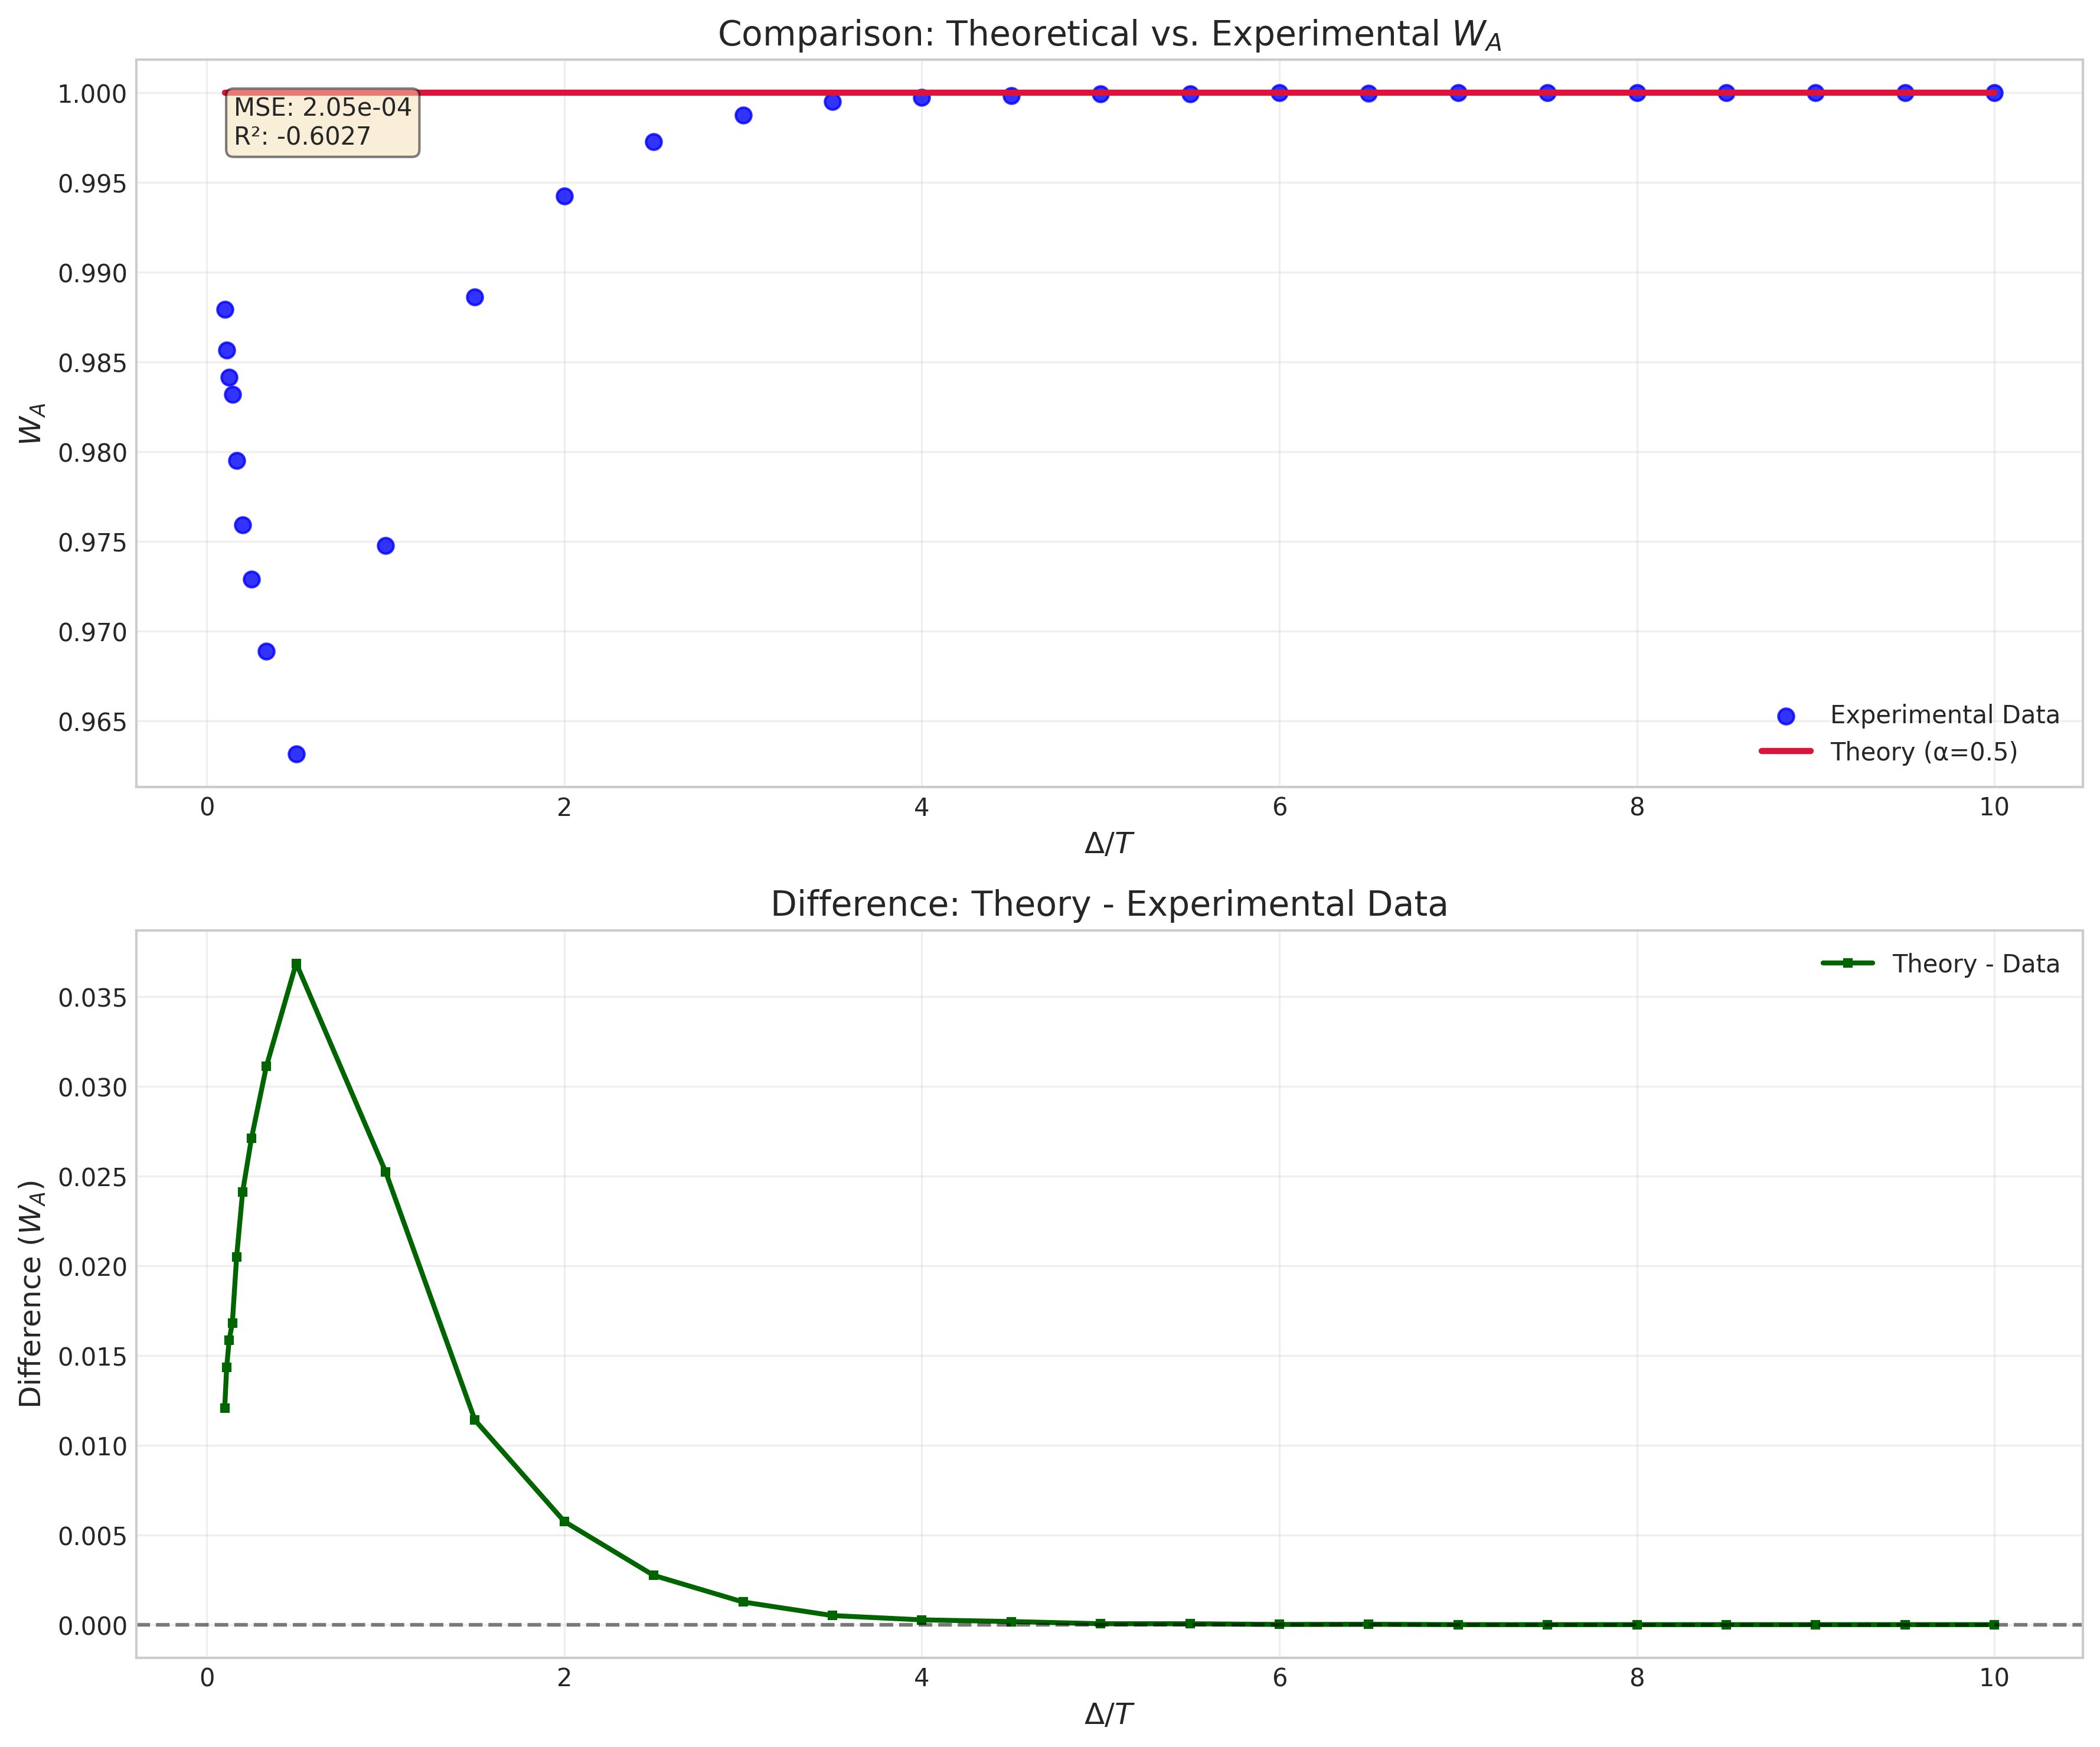 Comparison: Theoretical vs. Experimental W_A
1.000
0.995
0.990
0.985
0.980
0.975
0.970
0.965
W_A
MSE: 2.05e-04
R²: -0.6027
Experimental Data
Theory (α=0.5)
0 2 4 6 8 10
Δ/T
Difference: Theory - Experimental Data
0.035
0.030
0.025
0.020
0.015
0.010
0.005
0.000
Difference (W_A)
Theory - Data
0 2 4 6 8 10
Δ/T